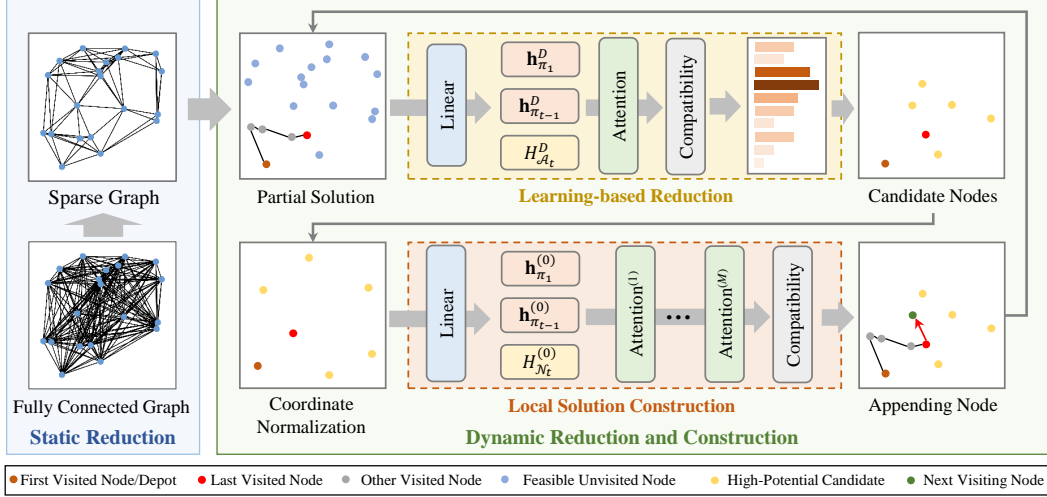 Sparse Graph
Fully Connected Graph
Static Reduction
Partial Solution
Linear
𝐡^D_{π_1}
𝐡^D_{π_{t−1}}
H^D_{𝒜_t}
Attention
Compatibility
Learning-based Reduction
Candidate Nodes
Coordinate
Normalization
Linear
𝐡^{(0)}_{π_1}
𝐡^{(0)}_{π_{t−1}}
H^{(0)}_{𝒩_t}
Attention^{(1)}
•••
Attention^{(M)}
Compatibility
Local Solution Construction
Appending Node
Dynamic Reduction and Construction
First Visited Node/Depot
Last Visited Node
Other Visited Node
Feasible Unvisited Node
High-Potential Candidate
Next Visiting Node